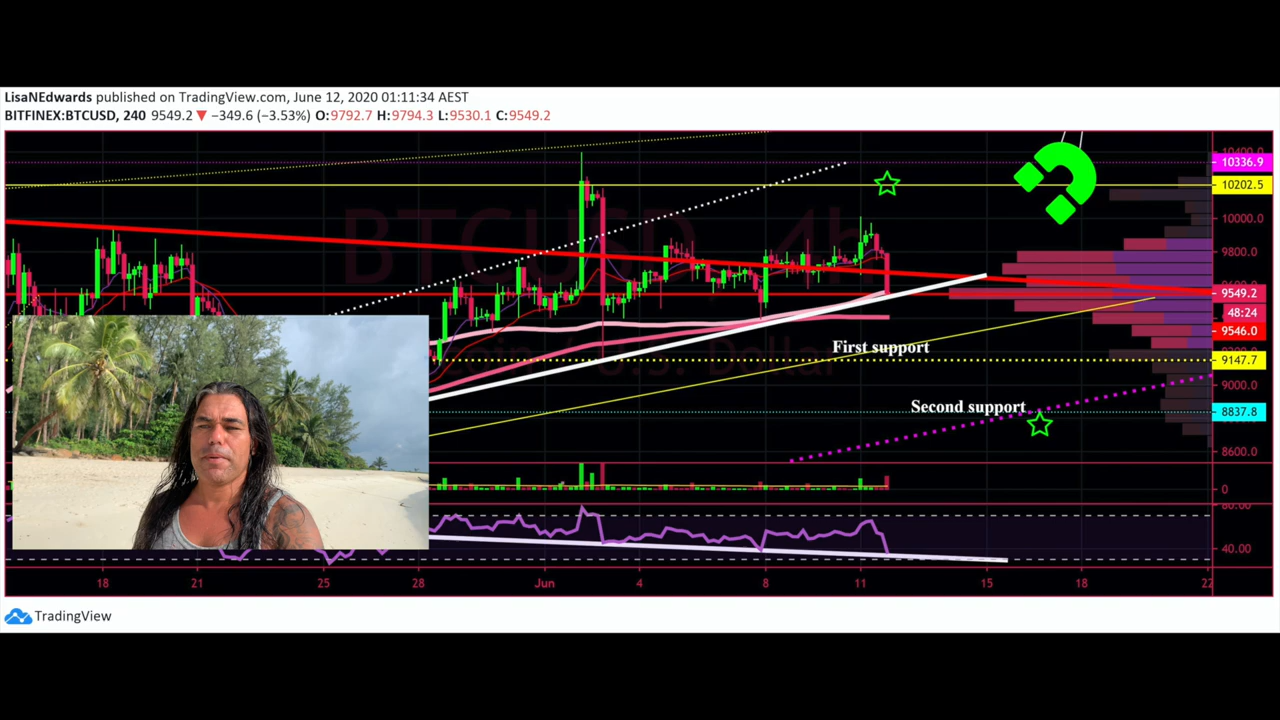 LisaNEdwards published on TradingView.com, June 12, 2020 01:11:34 AEST
BITFINEX:BTCUSD, 240 9549.2 ▼ −349.6 (−3.53%) O:9792.7 H:9794.3 L:9530.1 C:9549.2
10336.9
10202.5
10000.0
9800.0
9549.2
48:24
9546.0
First support
9147.7
9000.0
Second support
8837.8
8600.0
0
40.00
18 21 25 28 Jun 4 8 11 15 18 22
TradingView